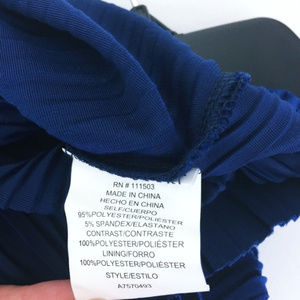 RN # 111503
MADE IN CHINA
HECHO EN CHINA
SELF/CUERPO
95%POLYESTER/POLIÉSTER
5% SPANDEX/ELASTANO
CONTRAST/CONTRASTE
100%POLYESTER/POLIÉSTER
LINING/FORRO
100%POLYESTER/POLIÉSTER
STYLE/ESTILO
A7570493